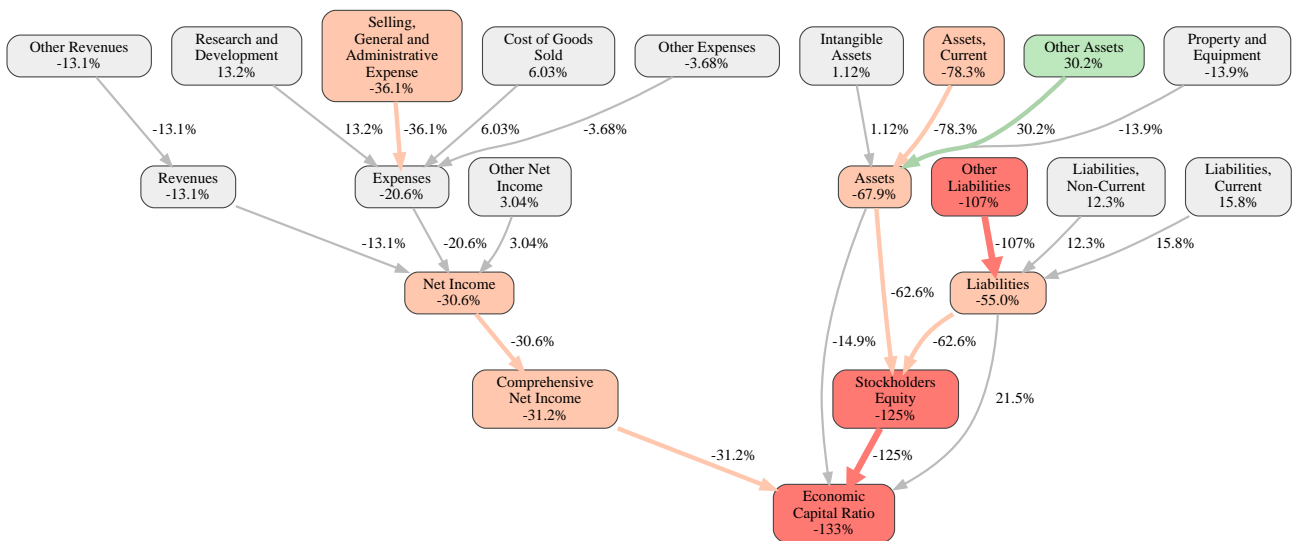 Other Revenues
-13.1%
Research and
Development
13.2%
Selling,
General and
Administrative
Expense
-36.1%
Cost of Goods
Sold
6.03%
Other Expenses
-3.68%
Intangible
Assets
1.12%
Assets,
Current
-78.3%
Other Assets
30.2%
Property and
Equipment
-13.9%
-13.1%
13.2%
-36.1%
6.03%
-3.68%
1.12%
-78.3%
30.2%
-13.9%
Revenues
-13.1%
Expenses
-20.6%
Other Net
Income
3.04%
Assets
-67.9%
Other
Liabilities
-107%
Liabilities,
Non-Current
12.3%
Liabilities,
Current
15.8%
-13.1%
-20.6%
3.04%
-107%
12.3%
15.8%
Net Income
-30.6%
-62.6%
Liabilities
-55.0%
-30.6%
-14.9%
-62.6%
Comprehensive
Net Income
-31.2%
Stockholders
Equity
-125%
21.5%
-31.2%
-125%
Economic
Capital Ratio
-133%